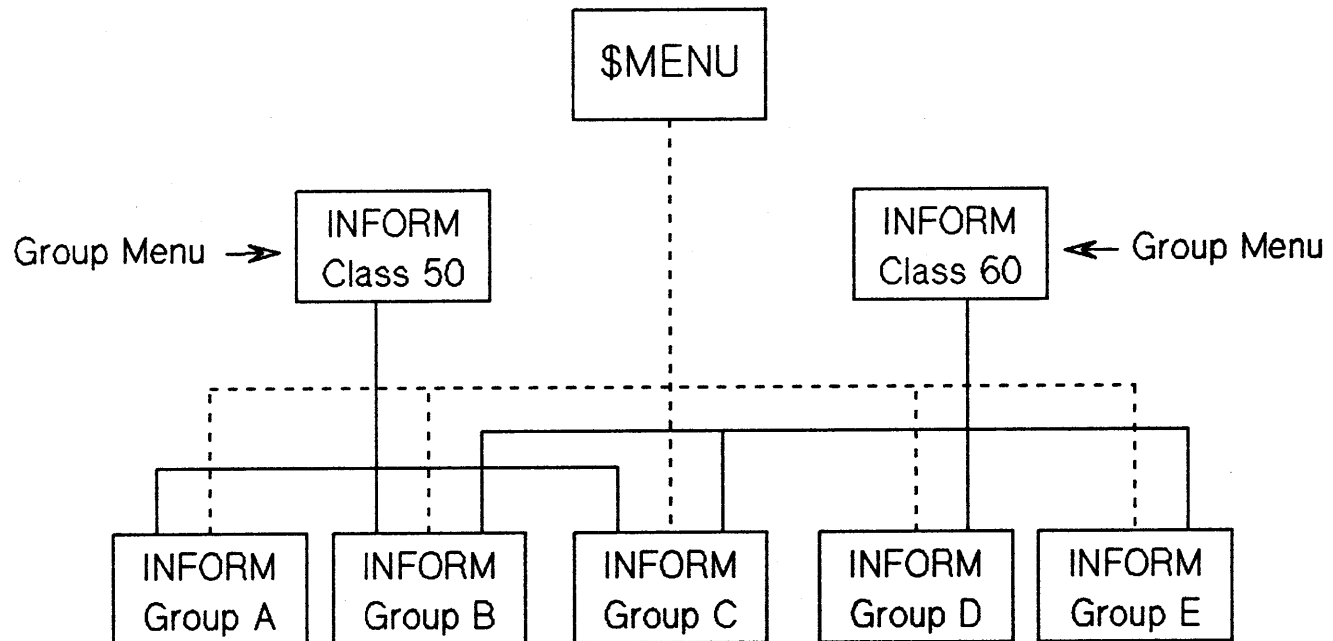 $MENU
INFORM
Class 50
INFORM
Class 60
Group Menu
Group Menu
INFORM
Group A
INFORM
Group B
INFORM
Group C
INFORM
Group D
INFORM
Group E